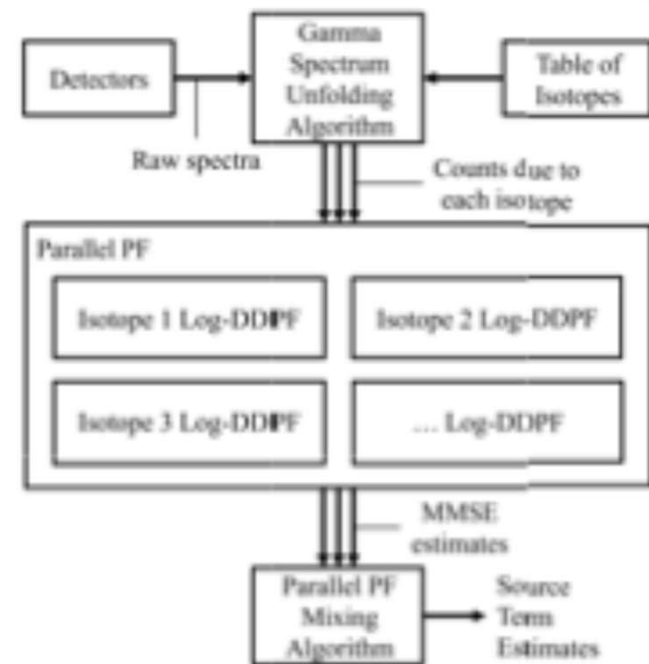 Detectors
Gamma
Spectrum
Unfolding
Algorithm
Table of
Isotopes
Raw spectra
Counts due to
each isotope
Parallel PF
Isotope 1 Log-DDPF
Isotope 2 Log-DDPF
Isotope 3 Log-DDPF
... Log-DDPF
MMSE
estimates
Parallel PF
Mixing
Algorithm
Source
Term
Estimates